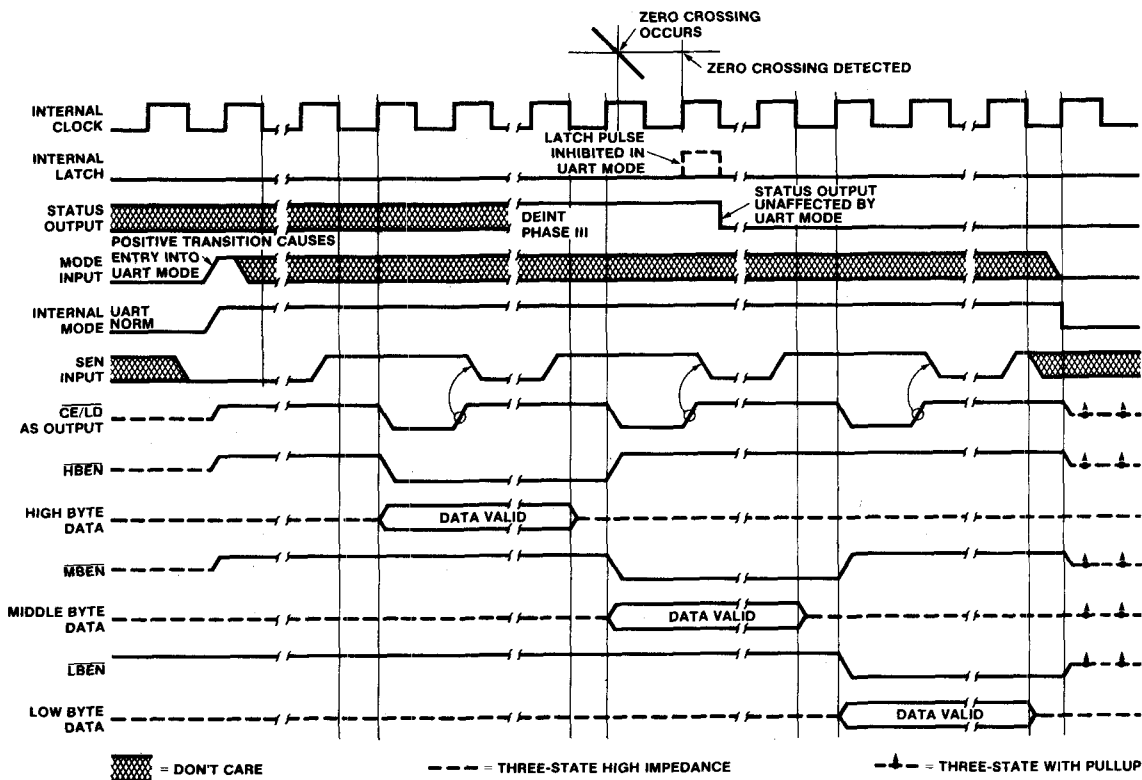 ZERO CROSSING
OCCURS
ZERO CROSSING DETECTED
INTERNAL
CLOCK
LATCH PULSE
INHIBITED IN
UART MODE
INTERNAL
LATCH
STATUS OUTPUT
UNAFFECTED BY
UART MODE
STATUS
OUTPUT
DEINT
PHASE III
POSITIVE TRANSITION CAUSES
ENTRY INTO
UART MODE
MODE
INPUT
INTERNAL
MODE
UART
NORM
SEN
INPUT
CE/LD
AS OUTPUT
HBEN
HIGH BYTE
DATA
DATA VALID
MBEN
MIDDLE BYTE
DATA
DATA VALID
LBEN
LOW BYTE
DATA
DATA VALID
= DON'T CARE
= THREE-STATE HIGH IMPEDANCE
= THREE-STATE WITH PULLUP